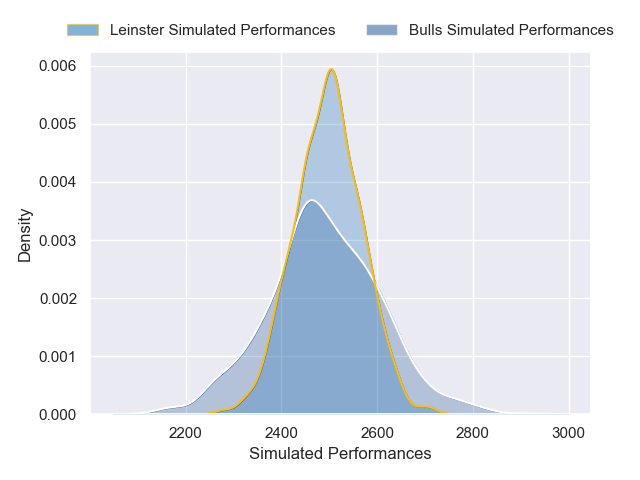 Leinster Simulated Performances Bulls Simulated Performances
0.006
0.005
0.004
0.003
0.002
0.001
0.000
Density
2200 2400 2600 2800 3000
Simulated Performances